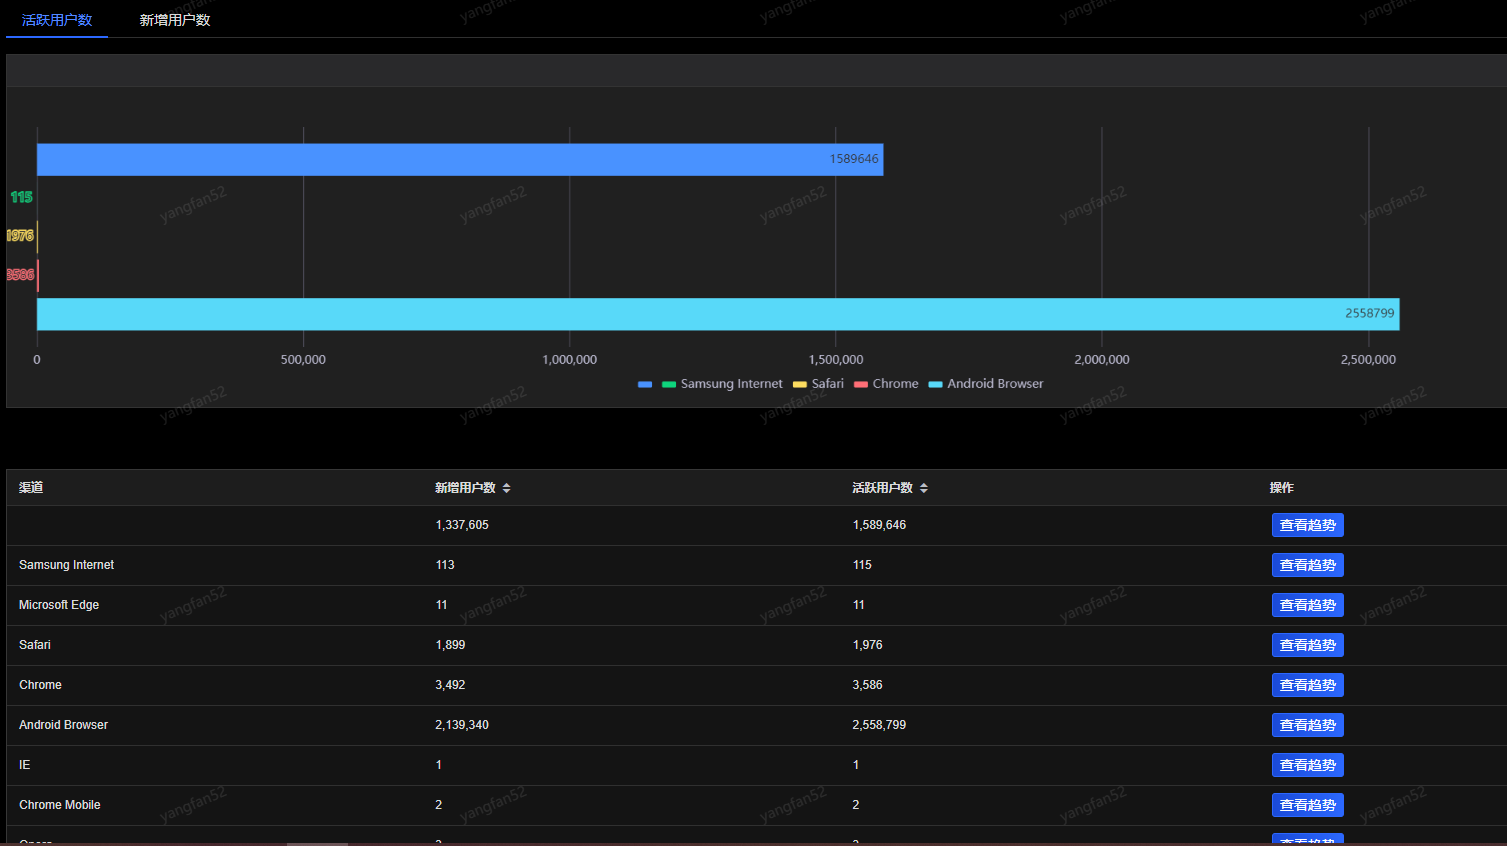 活跃用户数 新增用户数
1589646
115
1976
3586
2558799
0 500,000 1,000,000 1,500,000 2,000,000 2,500,000
Samsung Internet Safari Chrome Android Browser
渠道 新增用户数 活跃用户数 操作
1,337,605 1,589,646 查看趋势
Samsung Internet 113 115 查看趋势
Microsoft Edge 11 11 查看趋势
Safari 1,899 1,976 查看趋势
Chrome 3,492 3,586 查看趋势
Android Browser 2,139,340 2,558,799 查看趋势
IE 1 1 查看趋势
Chrome Mobile 2 2 查看趋势
yangfan52